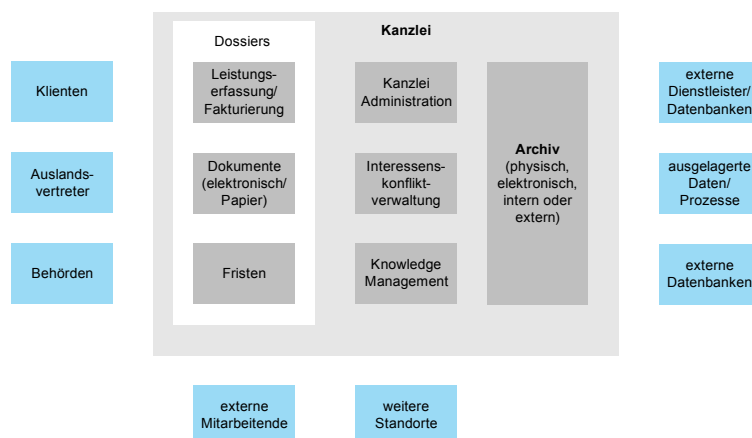 Kanzlei
Dossiers
Klienten
Leistungs-
erfassung/
Fakturierung
Kanzlei
Administration
externe
Dienstleister/
Datenbanken
Auslands-
vertreter
Dokumente
(elektronisch/
Papier)
Interessens-
konflikt-
verwaltung
Archiv
(physisch,
elektronisch,
intern oder
extern)
ausgelagerte
Daten/
Prozesse
Behörden
Fristen
Knowledge
Management
externe
Datenbanken
externe
Mitarbeitende
weitere
Standorte